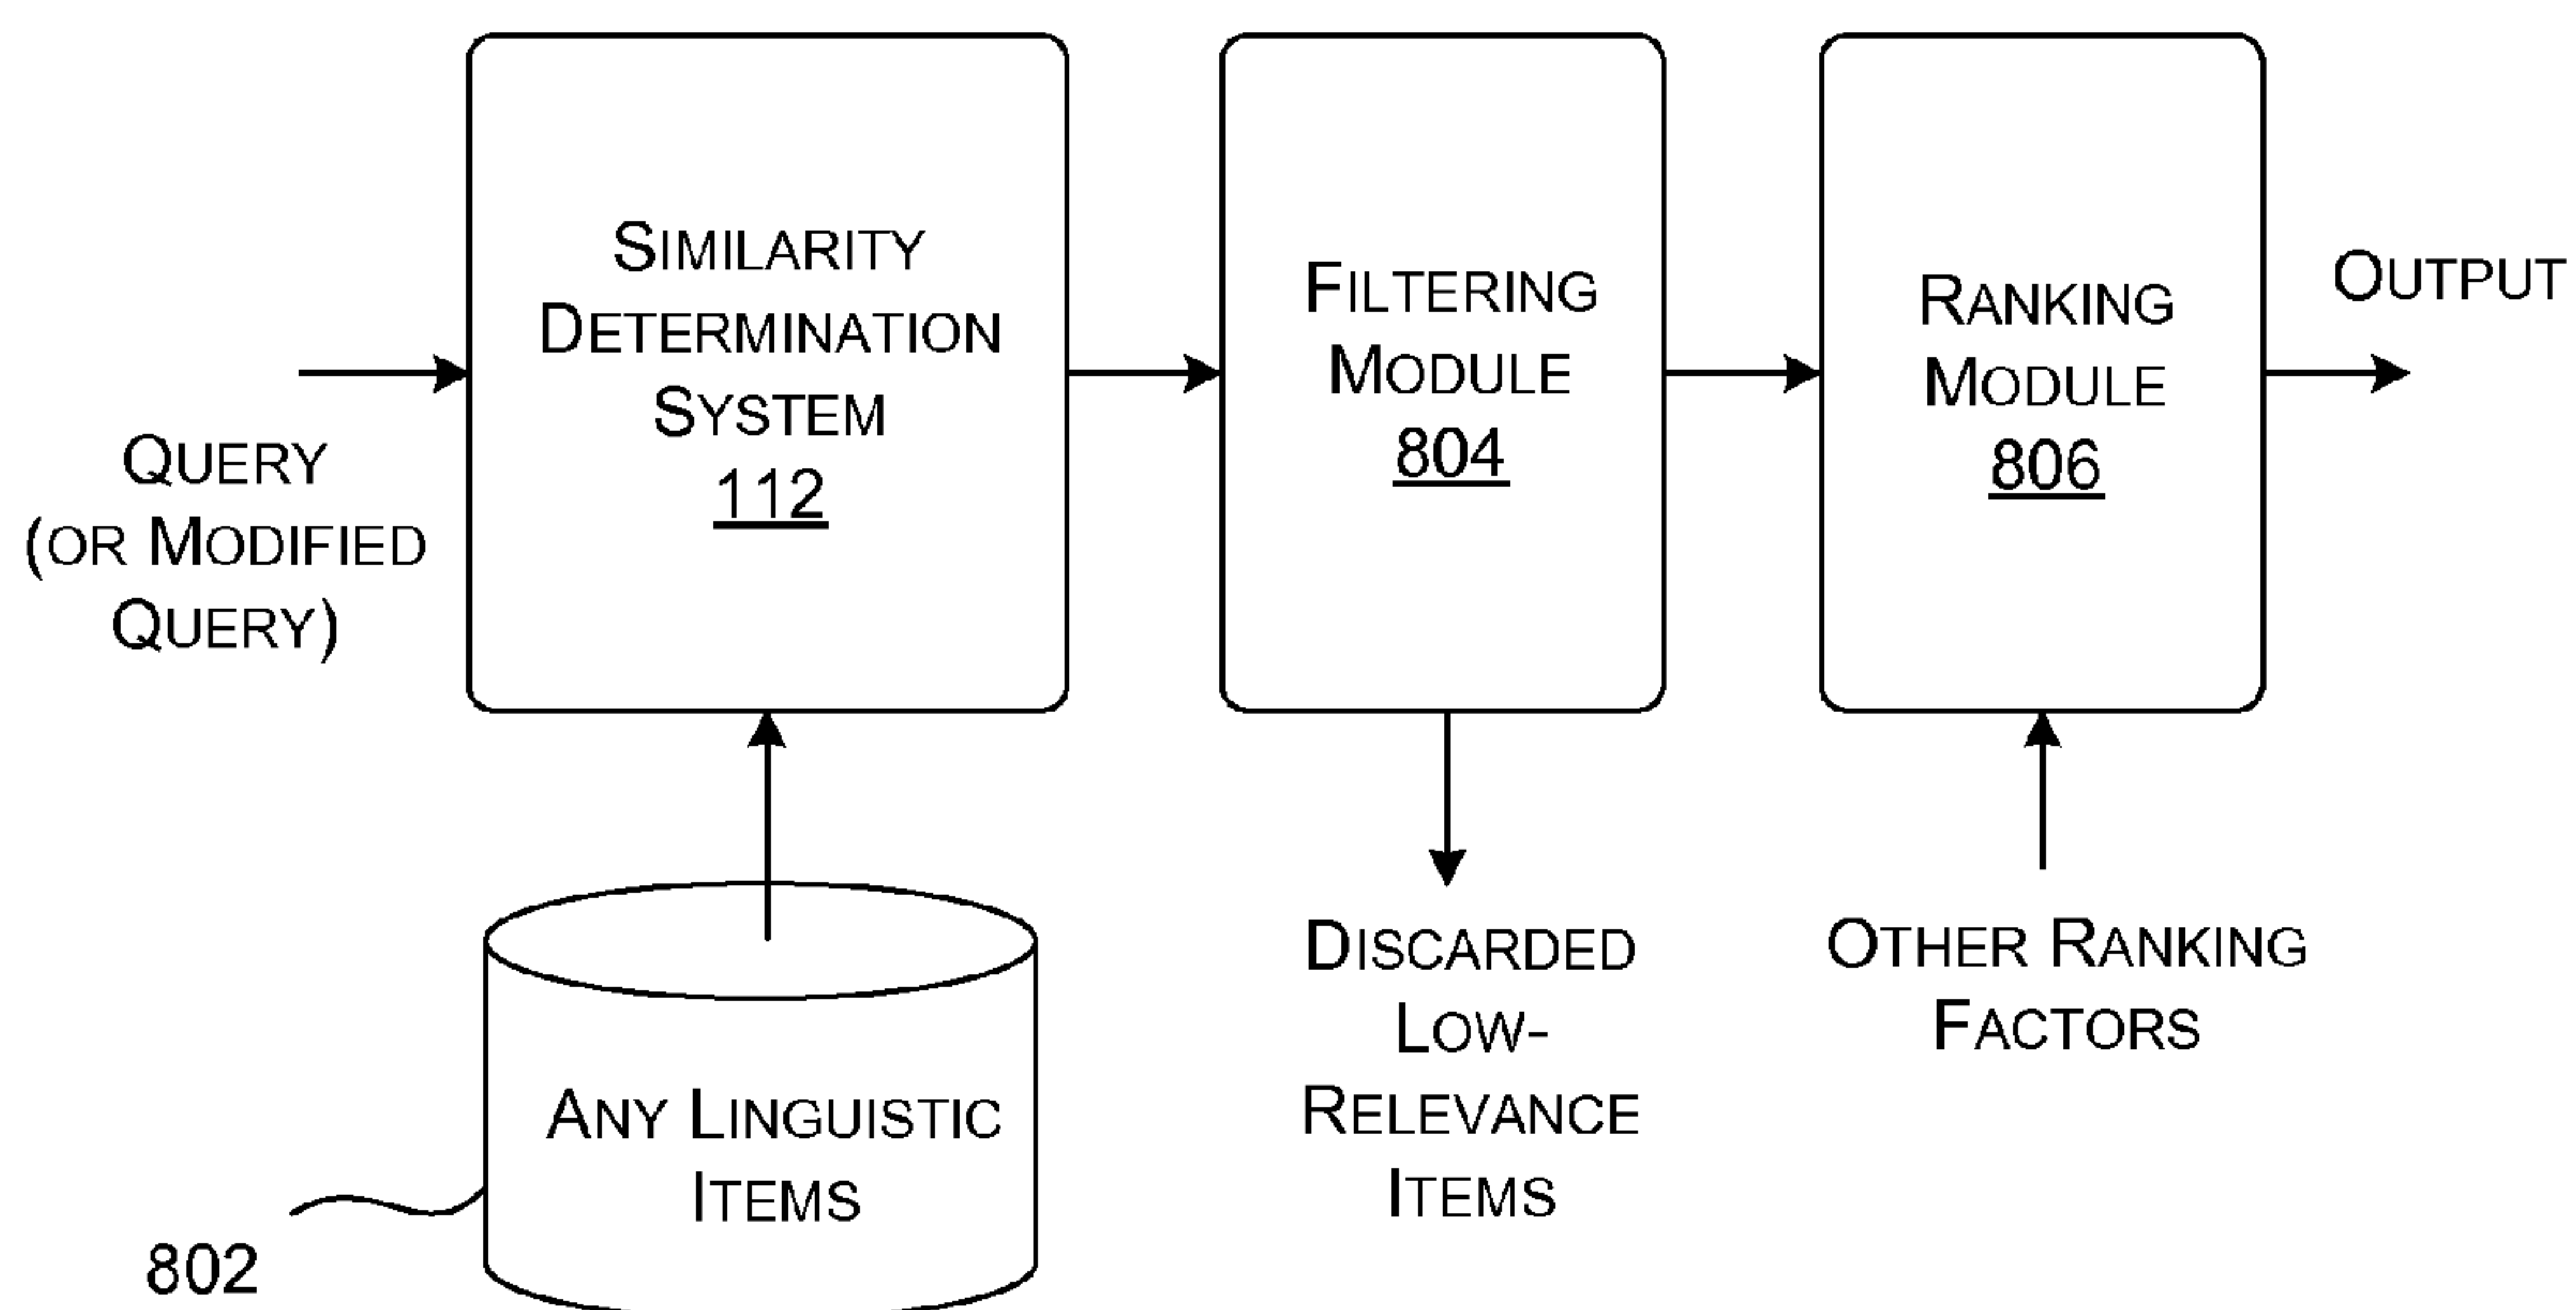 SIMILARITY
DETERMINATION
SYSTEM
112
FILTERING
MODULE
804
RANKING
MODULE
806
OUTPUT
QUERY
(OR MODIFIED
QUERY)
ANY LINGUISTIC
ITEMS
802
DISCARDED
LOW-
RELEVANCE
ITEMS
OTHER RANKING
FACTORS